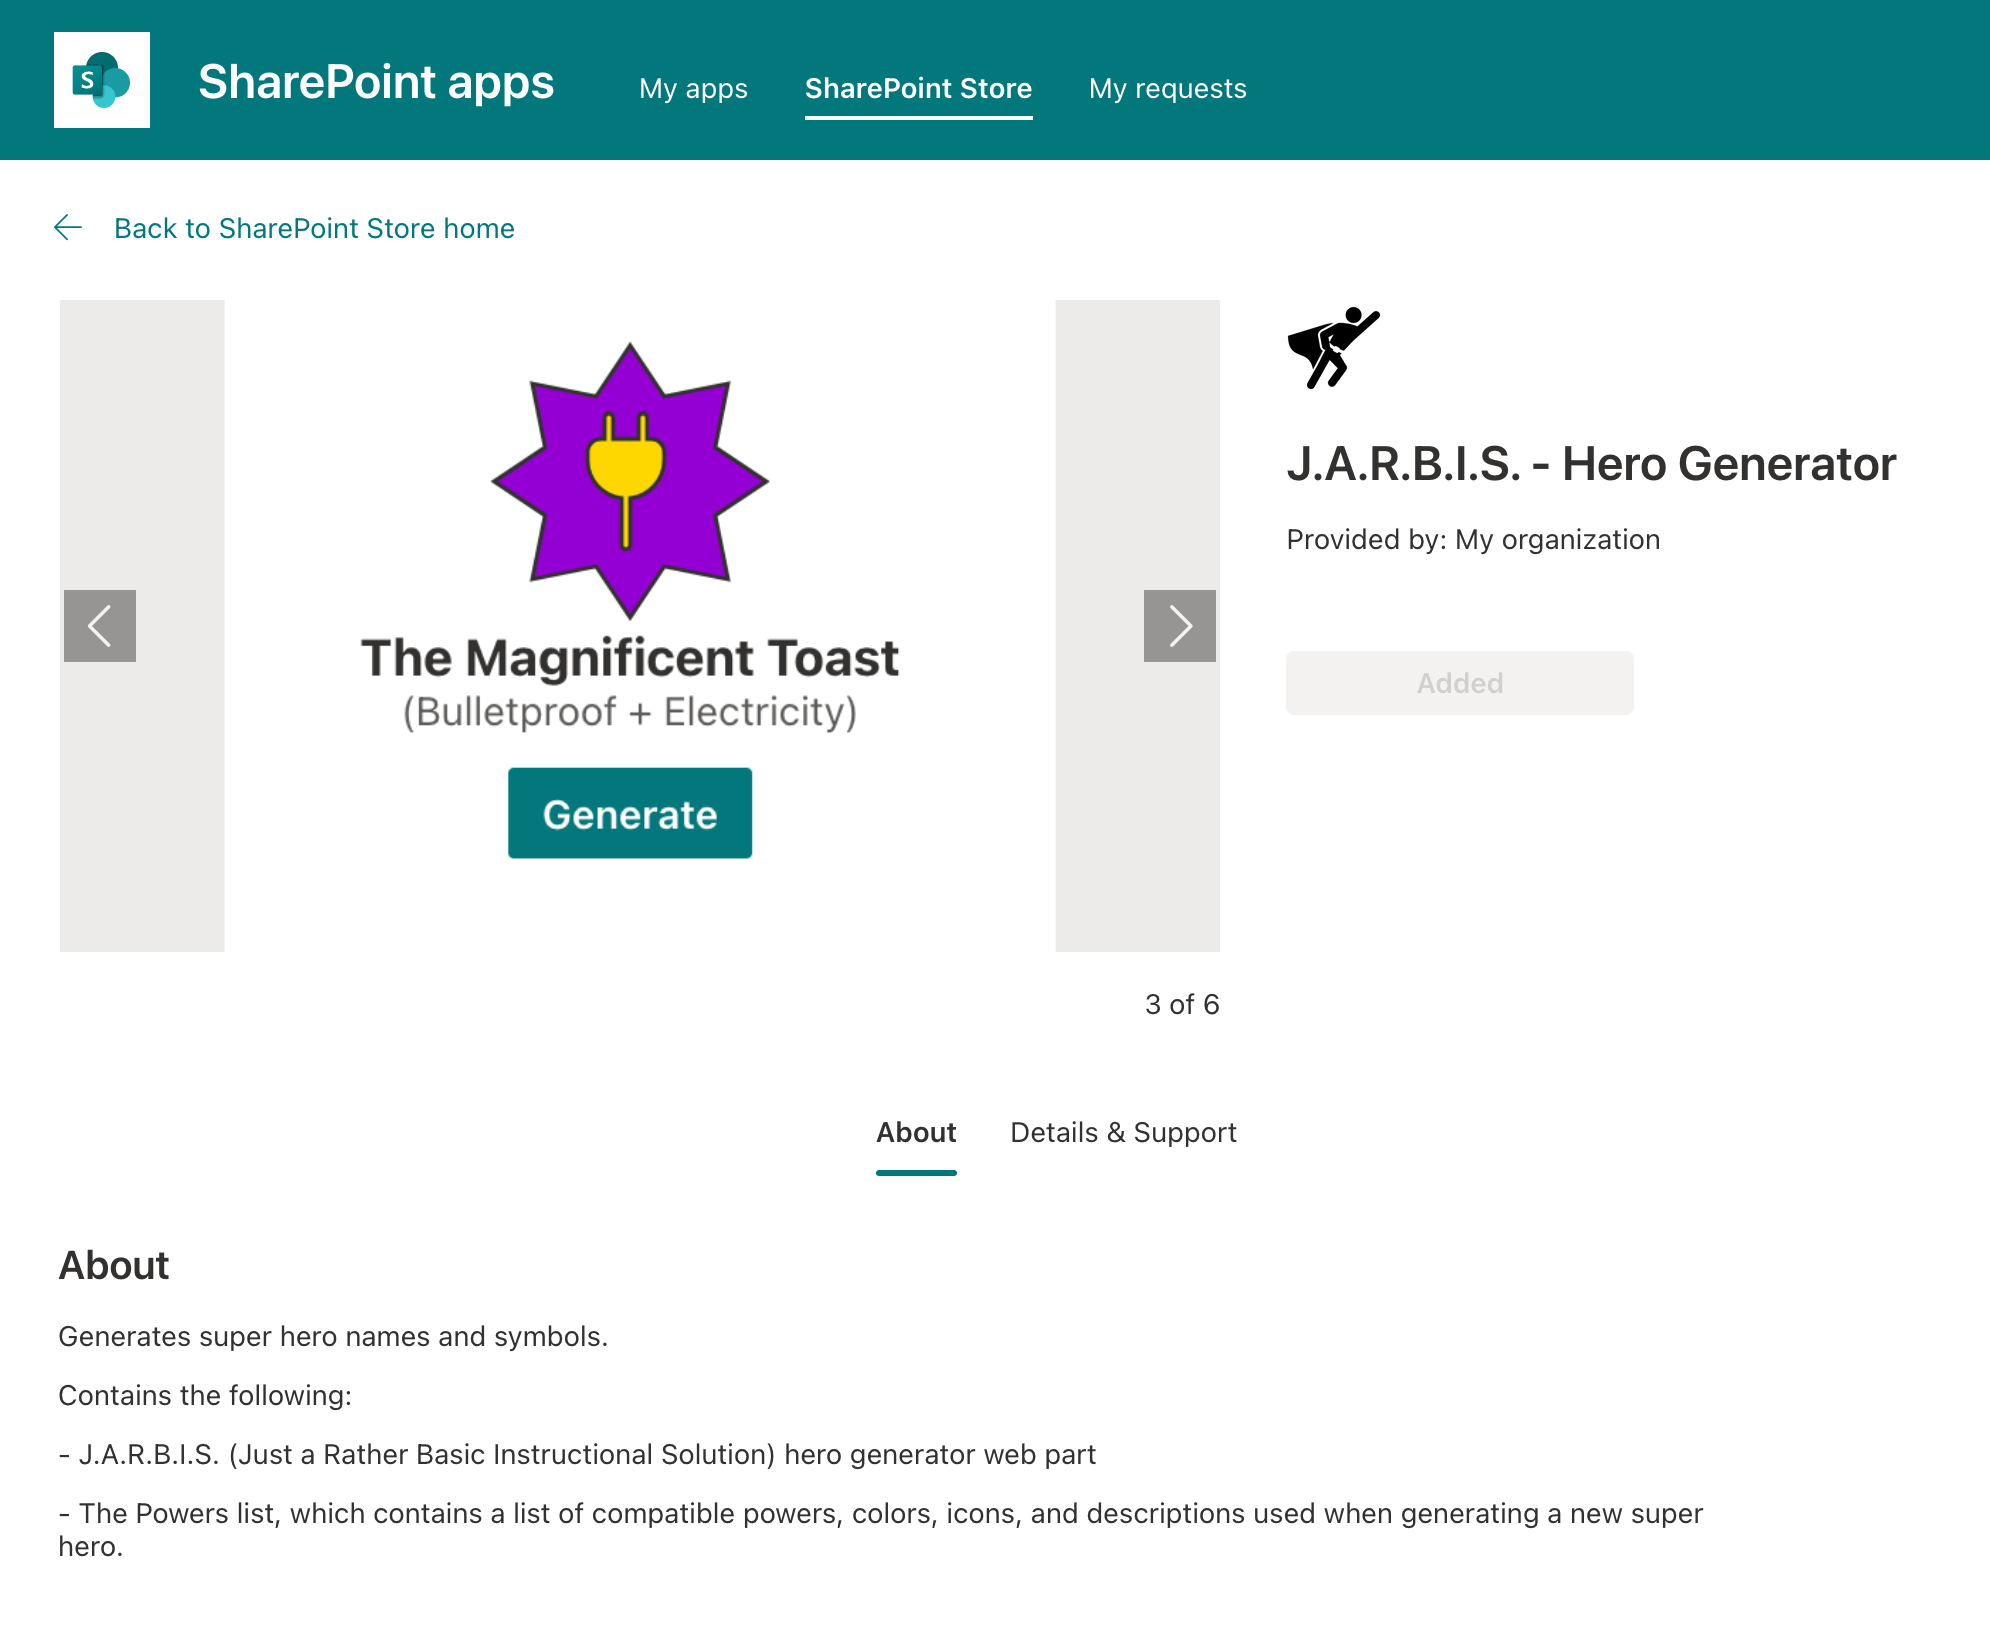 S
SharePoint apps
My apps
SharePoint Store
My requests
Back to SharePoint Store home
The Magnificent Toast
(Bulletproof + Electricity)
Generate
3 of 6
J.A.R.B.I.S. - Hero Generator
Provided by: My organization
Added
About
Details & Support
About
Generates super hero names and symbols.
Contains the following:
- J.A.R.B.I.S. (Just a Rather Basic Instructional Solution) hero generator web part
- The Powers list, which contains a list of compatible powers, colors, icons, and descriptions used when generating a new super
hero.